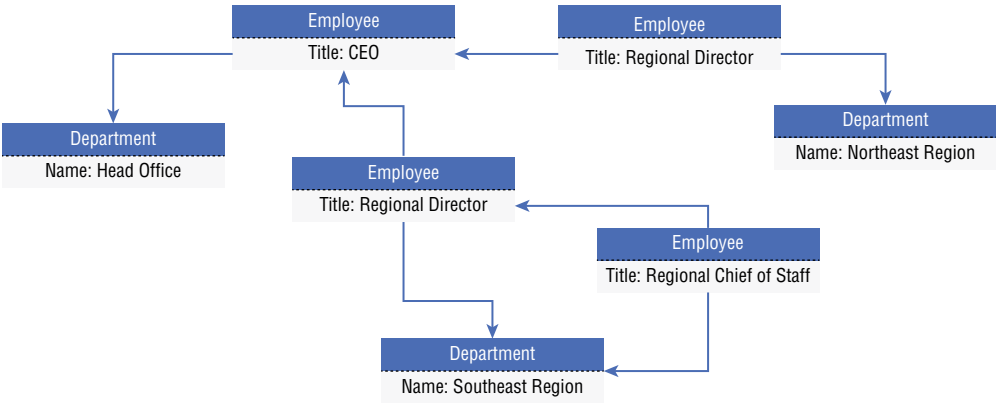 Employee
Title: CEO
Employee
Title: Regional Director
Department
Name: Head Office
Department
Name: Northeast Region
Employee
Title: Regional Director
Employee
Title: Regional Chief of Staff
Department
Name: Southeast Region